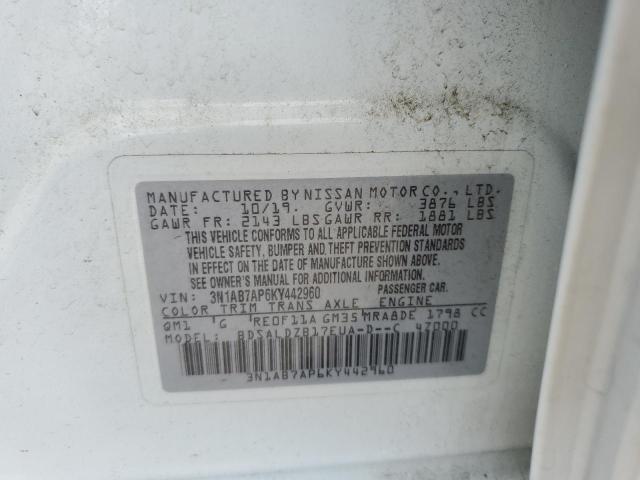 MANUFACTURED BY NISSAN MOTOR CO., LTD.
DATE: 10/19. GVWR: 3876 LBS
GAWR FR: 2143 LBS GAWR RR: 1881 LBS
THIS VEHICLE CONFORMS TO ALL APPLICABLE FEDERAL MOTOR
VEHICLE SAFETY, BUMPER AND THEFT PREVENTION STANDARDS
IN EFFECT ON THE DATE OF MANUFACTURE SHOWN ABOVE.
SEE OWNER'S MANUAL FOR ADDITIONAL INFORMATION.
VIN: 3N1AB7AP6KY442960 PASSENGER CAR.
COLOR TRIM TRANS AXLE ENGINE
QM1 G RE0F11A GM35 MRA8DE 1798 CC
MODEL: BDSALDZB17EUA-D--C 47000
3N1AB7AP6KY442960